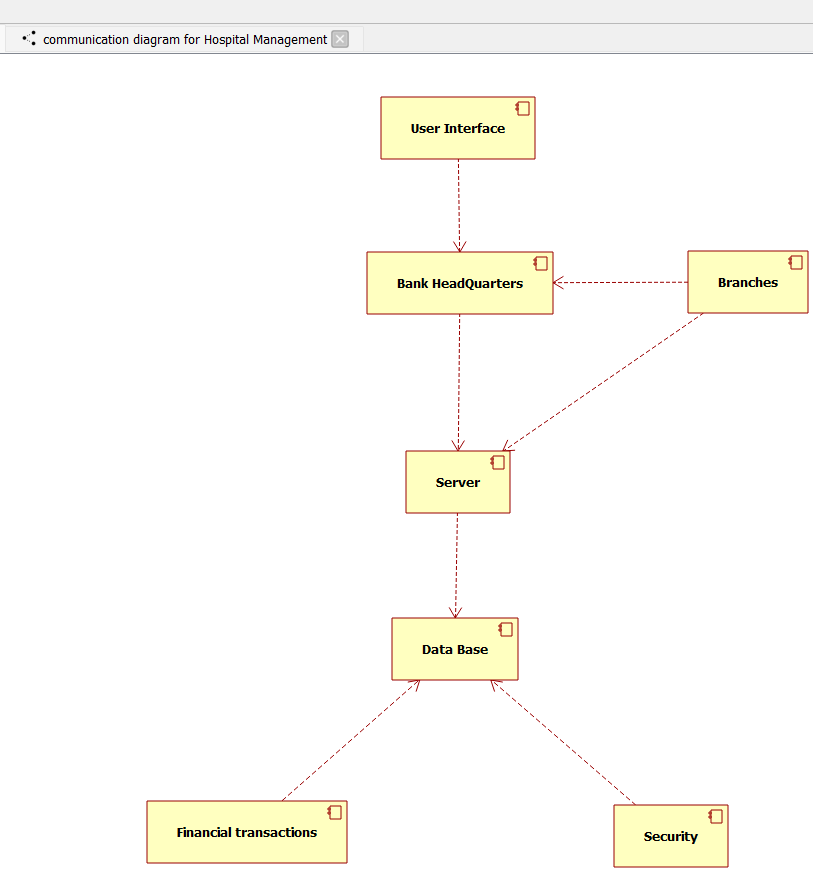 communication diagram for Hospital Management
User Interface
Bank HeadQuarters
Branches
Server
Data Base
Financial transactions
Security